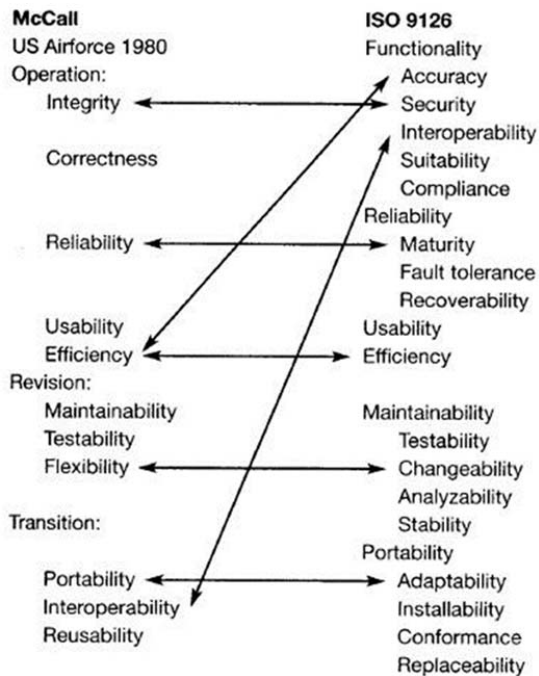 McCall
US Airforce 1980
Operation:
Integrity
Correctness
Reliability
Usability
Efficiency
Revision:
Maintainability
Testability
Flexibility
Transition:
Portability
Interoperability
Reusability
ISO 9126
Functionality
Accuracy
Security
Interoperability
Suitability
Compliance
Reliability
Maturity
Fault tolerance
Recoverability
Usability
Efficiency
Maintainability
Testability
Changeability
Analyzability
Stability
Portability
Adaptability
Installability
Conformance
Replaceability